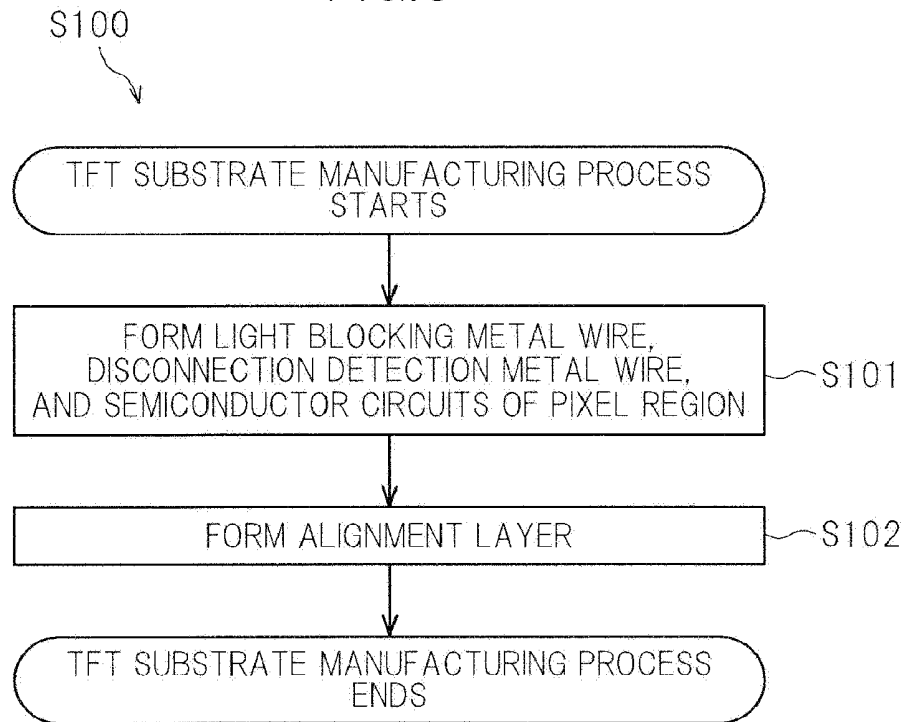 S100
TFT SUBSTRATE MANUFACTURING PROCESS
STARTS
FORM LIGHT BLOCKING METAL WIRE,
DISCONNECTION DETECTION METAL WIRE,
AND SEMICONDUCTOR CIRCUITS OF PIXEL REGION
S101
FORM ALIGNMENT LAYER
S102
TFT SUBSTRATE MANUFACTURING PROCESS
ENDS